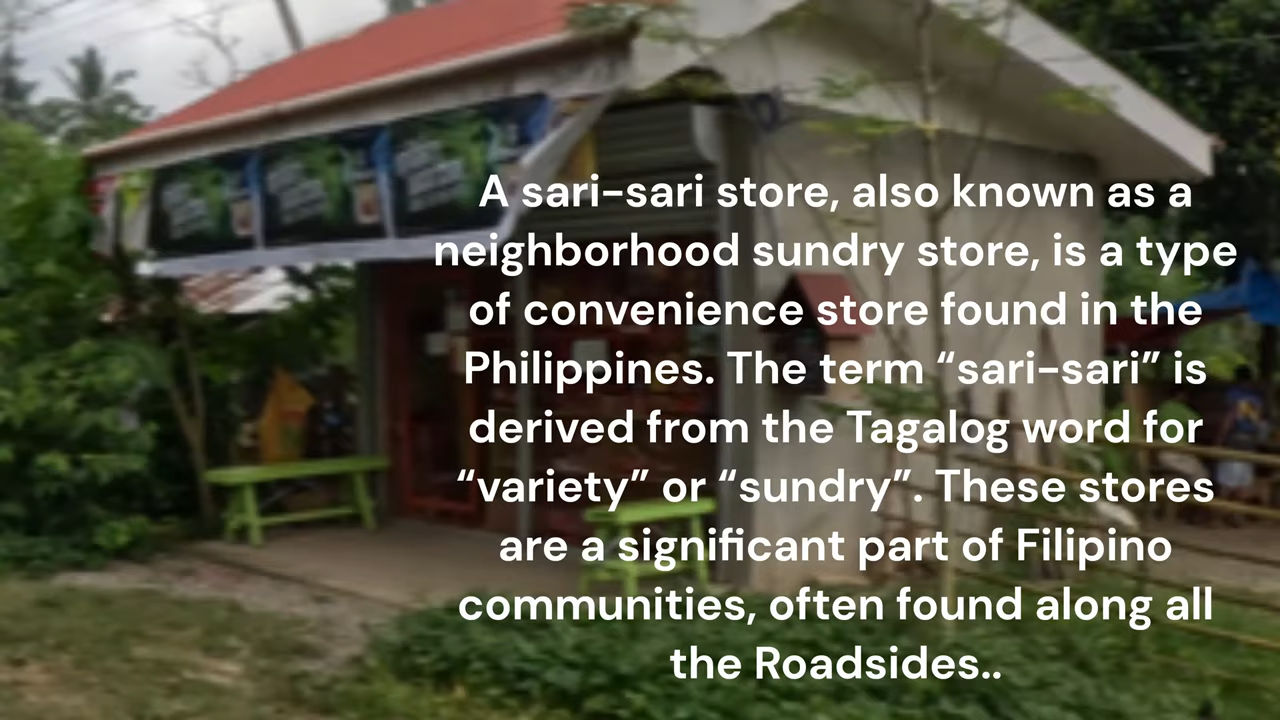 A sari-sari store, also known as a
neighborhood sundry store, is a type
of convenience store found in the
Philippines. The term “sari-sari” is
derived from the Tagalog word for
“variety” or “sundry”. These stores
are a significant part of Filipino
communities, often found along all
the Roadsides..